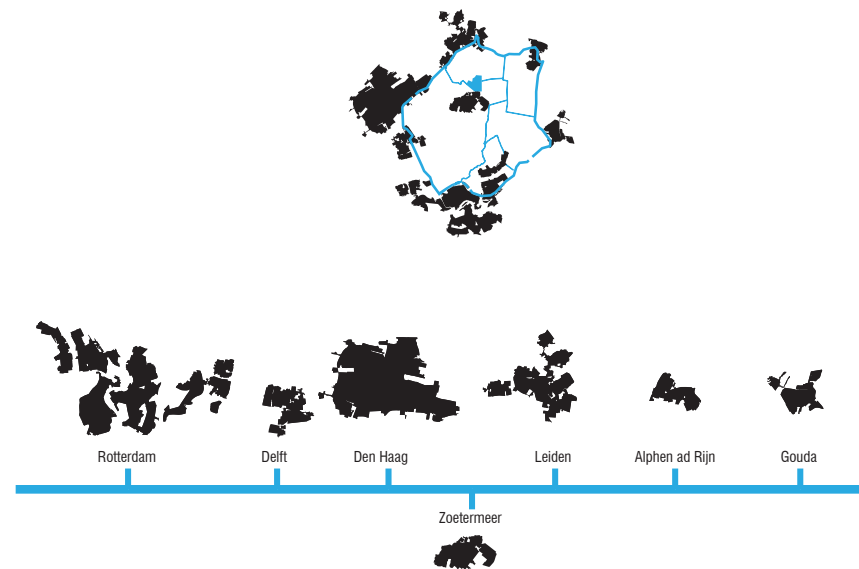 Rotterdam
Delft
Den Haag
Leiden
Alphen ad Rijn
Gouda
Zoetermeer